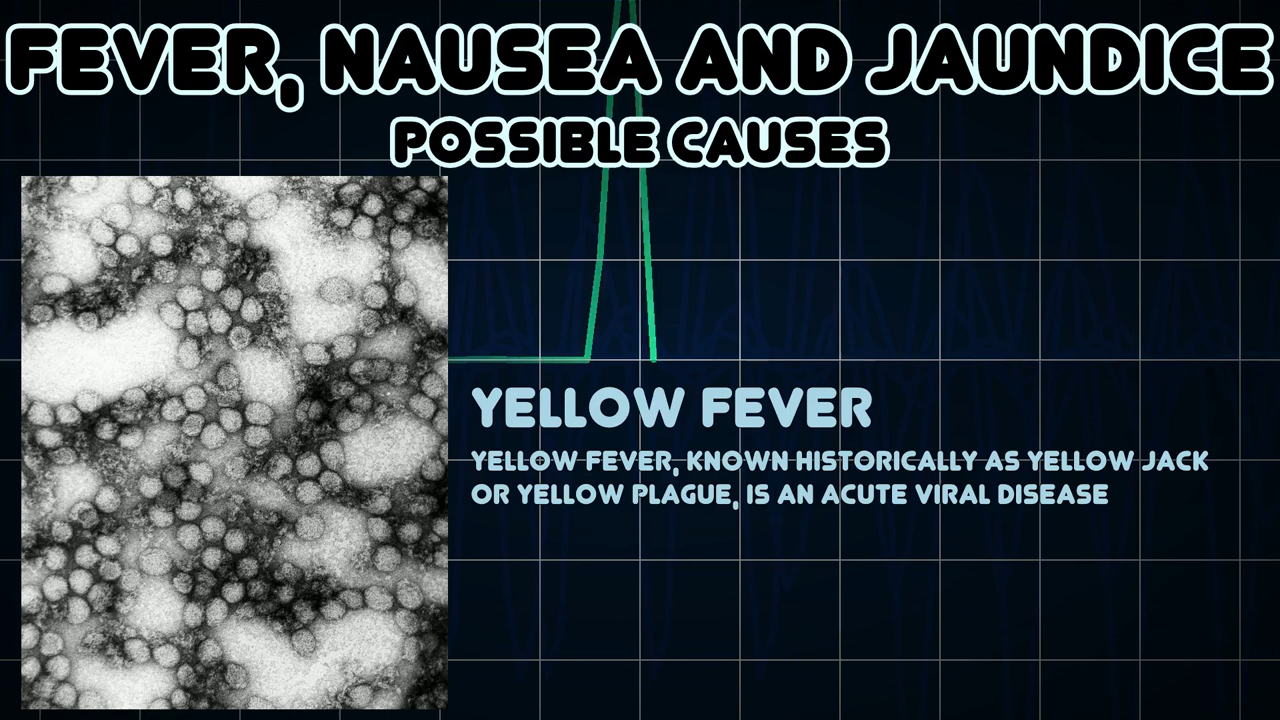 FEVER, NAUSEA AND JAUNDICE
POSSIBLE CAUSES
YELLOW FEVER
YELLOW FEVER, KNOWN HISTORICALLY AS YELLOW JACK
OR YELLOW PLAGUE, IS AN ACUTE VIRAL DISEASE